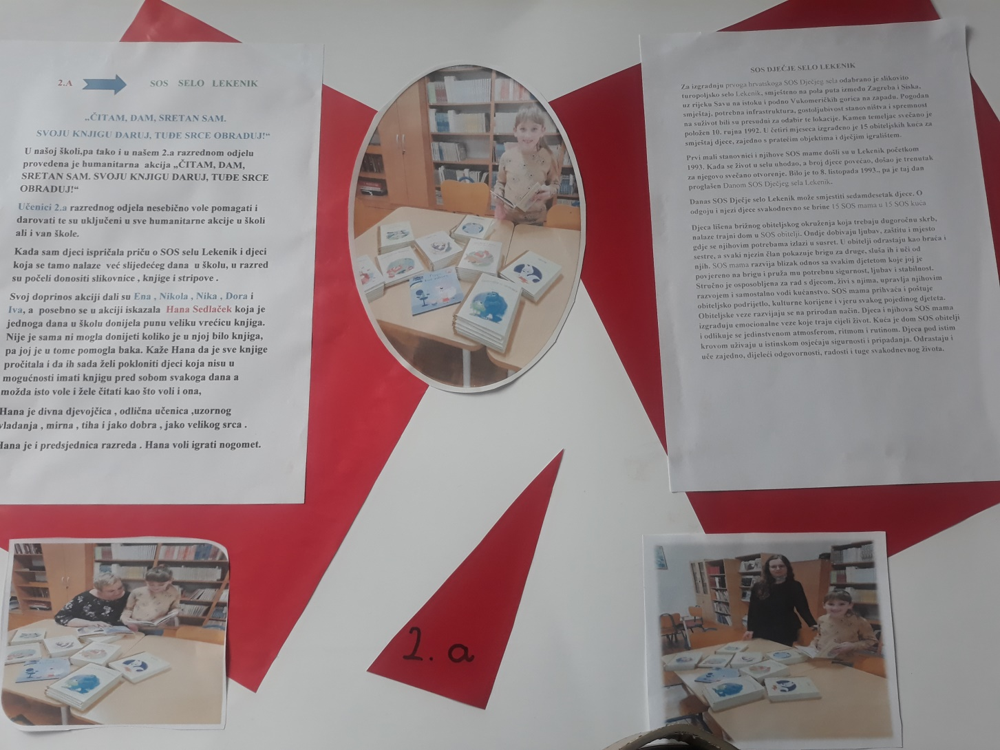 2.A SOS SELO LEKENIK
„ČITAM, DAM, SRETAN SAM.
SVOJU KNJIGU DARUJ, TUĐE SRCE OBRADUJ!“
U našoj školi,pa tako i u našem 2.a razrednom odjelu
provedena je humanitarna akcija „ČITAM, DAM,
SRETAN SAM. SVOJU KNJIGU DARUJ, TUĐE SRCE
OBRADUJ!“
Učenici 2.a razrednog odjela nesebično vole pomagati i
darovati te su uključeni u sve humanitarne akcije u školi
ali i van škole.
Kada sam djeci ispričala priču o SOS selu Lekenik i djeci
koja se tamo nalaze već slijedećeg dana u školu, u razred
su počeli donositi slikovnice , knjige i stripove .
Svoj doprinos akciji dali su Ena , Nikola , Nika , Dora i
Iva, a posebno se u akciji iskazala Hana Sedlaček koja je
jednoga dana u školu donijela punu veliku vrećicu knjiga.
Nije je sama ni mogla donijeti koliko je u njoj bilo knjiga,
pa joj je u tome pomogla baka. Kaže Hana da je sve knjige
pročitala i da ih sada želi pokloniti djeci koja nisu u
mogućnosti imati knjigu pred sobom svakoga dana a
možda isto vole i žele čitati kao što voli i ona,
Hana je divna djevojčica , odlična učenica ,uzornog
vladanja , mirna , tiha i jako dobra , jako velikog srca .
Hana je i predsjednica razreda . Hana voli igrati nogomet.
SOS DJEČJE SELO LEKENIK
Za izgradnju prvoga hrvatskoga SOS Dječjeg sela odabrano je slikovito
turopoljsko selo Lekenik, smješteno na pola puta između Zagreba i Siska,
uz rijeku Savu na istoku i podno Vukomeričkih gorica na zapadu. Pogodan
smještaj, potrebna infrastruktura, gostoljubivost stanovništva i spremnost
na suživot bili su presudni za odabir te lokacije. Kamen temeljac svečano je
položen 10. rujna 1992. U četiri mjeseca izgrađeno je 15 obiteljskih kuća za
smještaj djece, zajedno s pratećim objektima i dječjim igralištem.
Prvi mali stanovnici i njihove SOS mame došli su u Lekenik početkom
1993. Kada se život u selu uhodao, a broj djece povećao, došao je trenutak
za njegovo svečano otvorenje. Bilo je to 8. listopada 1993., pa je taj dan
proglašen Danom SOS Dječjeg sela Lekenik.
Danas SOS Dječje selo Lekenik može smjestiti sedamdesetak djece. O
odgoju i njezi djece svakodnevno se brine 15 SOS mama u 15 SOS kuća
Djeca lišena brižnog obiteljskog okruženja koja trebaju dugoročnu skrb,
nalaze trajni dom u SOS obitelji. Ondje dobivaju ljubav, zaštitu i mjesto
gdje se njihovim potrebama izlazi u susret. U obitelji odrastaju kao braća i
sestre, a svaki njezin član pokazuje brigu za druge, sluša ih i uči od
njih. SOS mama razvija blizak odnos sa svakim djetetom koje joj je
povjereno na brigu i pruža mu potrebnu sigurnost, ljubav i stabilnost.
Stručno je osposobljena za rad s djecom, živi s njima, upravlja njihovim
razvojem i samostalno vodi kućanstvo. SOS mama prihvaća i poštuje
obiteljsko podrijetlo, kulturne korijene i vjeru svakog pojedinog djeteta.
Obiteljske veze razvijaju se na prirodan način. Djeca i njihova SOS mama
izgrađuju emocionalne veze koje traju cijeli život. Kuća je dom SOS obitelji
i odlikuje se jedinstvenom atmosferom, ritmom i rutinom. Djeca pod istim
krovom uživaju u istinskom osjećaju sigurnosti i pripadanja. Odrastaju i
uče zajedno, dijeleći odgovornosti, radosti i tuge svakodnevnog života.
2. a